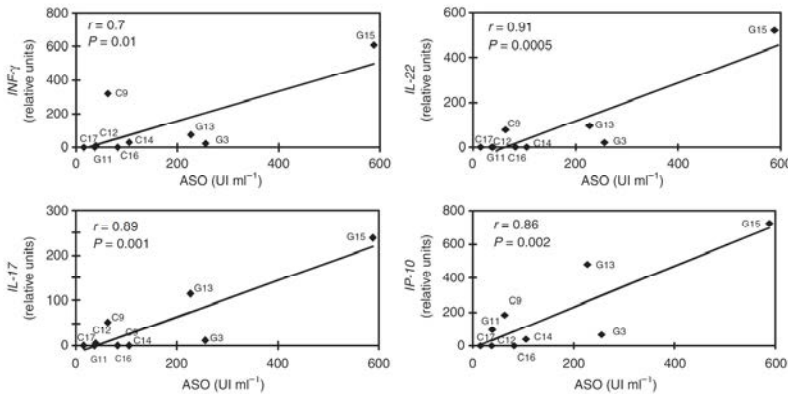 r = 0.7
P = 0.01
INF-γ
(relative units)
800
600
400
200
0
G15
C9
C17
C12
G11
C16
C14
G13
G3
0
200
400
600
ASO (UI ml⁻¹)
r = 0.91
P = 0.0005
IL-22
(relative units)
600
400
200
0
G15
C9
C17
C12
G11
C16
C14
G13
G3
0
200
400
600
ASO (UI ml⁻¹)
r = 0.89
P = 0.001
IL-17
(relative units)
300
200
100
0
G15
G13
C9
C17
C12
C9
G11
C16
C14
G3
0
200
400
600
ASO (UI ml⁻¹)
r = 0.86
P = 0.002
IP-10
(relative units)
800
600
400
200
0
G15
G13
C9
G11
C17
C12
C16
C14
G3
0
200
400
600
ASO (UI ml⁻¹)